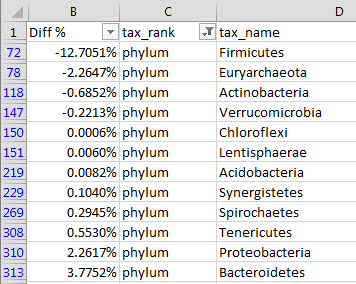 B C D
1 Diff % tax_rank tax_name
72 -12.7051% phylum Firmicutes
78 -2.2647% phylum Euryarchaeota
118 -0.6852% phylum Actinobacteria
147 -0.2213% phylum Verrucomicrobia
150 0.0006% phylum Chloroflexi
151 0.0060% phylum Lentisphaerae
219 0.0082% phylum Acidobacteria
229 0.1040% phylum Synergistetes
269 0.2945% phylum Spirochaetes
308 0.5530% phylum Tenericutes
310 2.2617% phylum Proteobacteria
313 3.7752% phylum Bacteroidetes